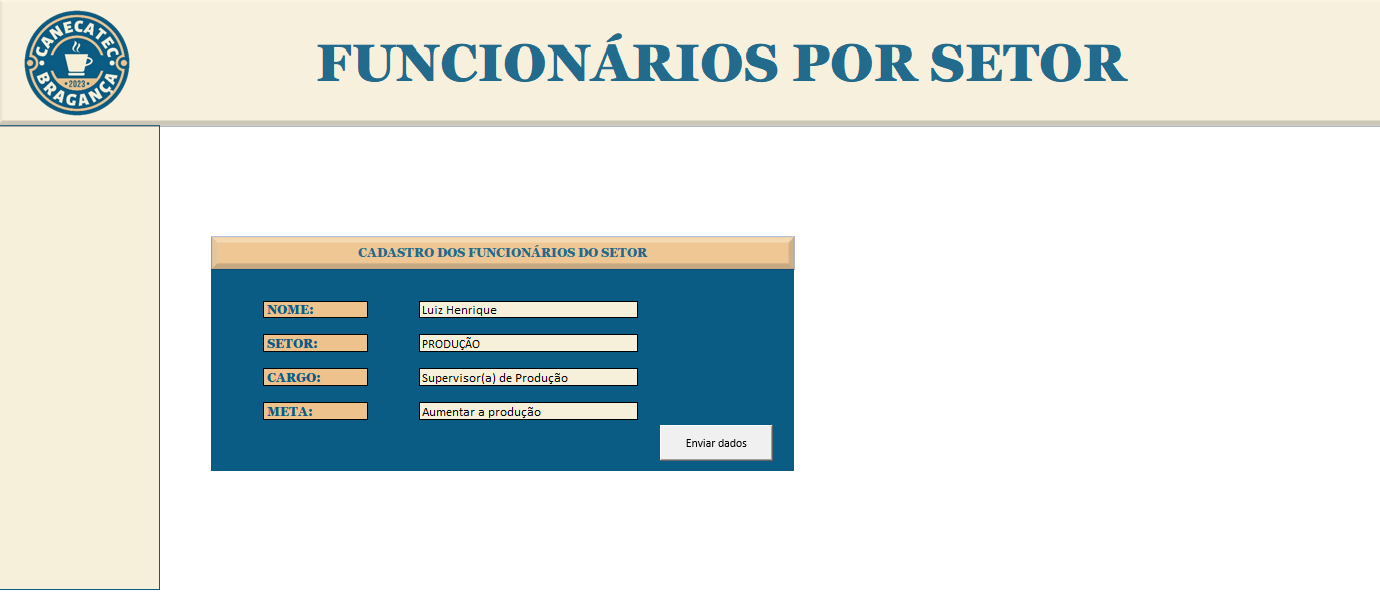 CANECATEC
BRAGANÇA
•2023•
FUNCIONÁRIOS POR SETOR
CADASTRO DOS FUNCIONÁRIOS DO SETOR
NOME: Luiz Henrique
SETOR: PRODUÇÃO
CARGO: Supervisor(a) de Produção
META: Aumentar a produção
Enviar dados